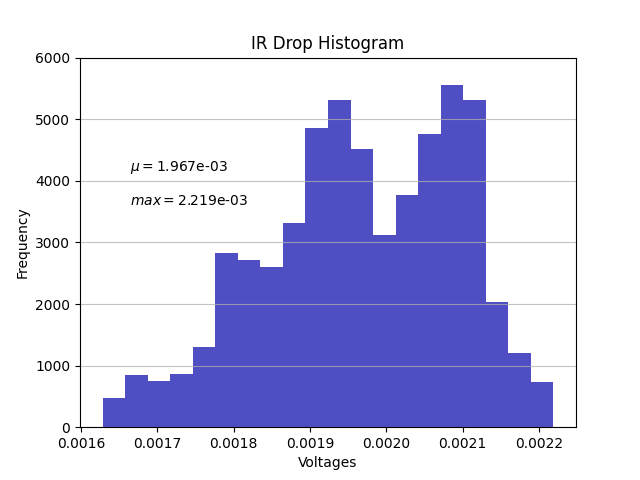 IR Drop Histogram
6000
5000
4000
3000
2000
1000
0
Frequency
μ = 1.967e-03
max = 2.219e-03
0.0016 0.0017 0.0018 0.0019 0.0020 0.0021 0.0022
Voltages